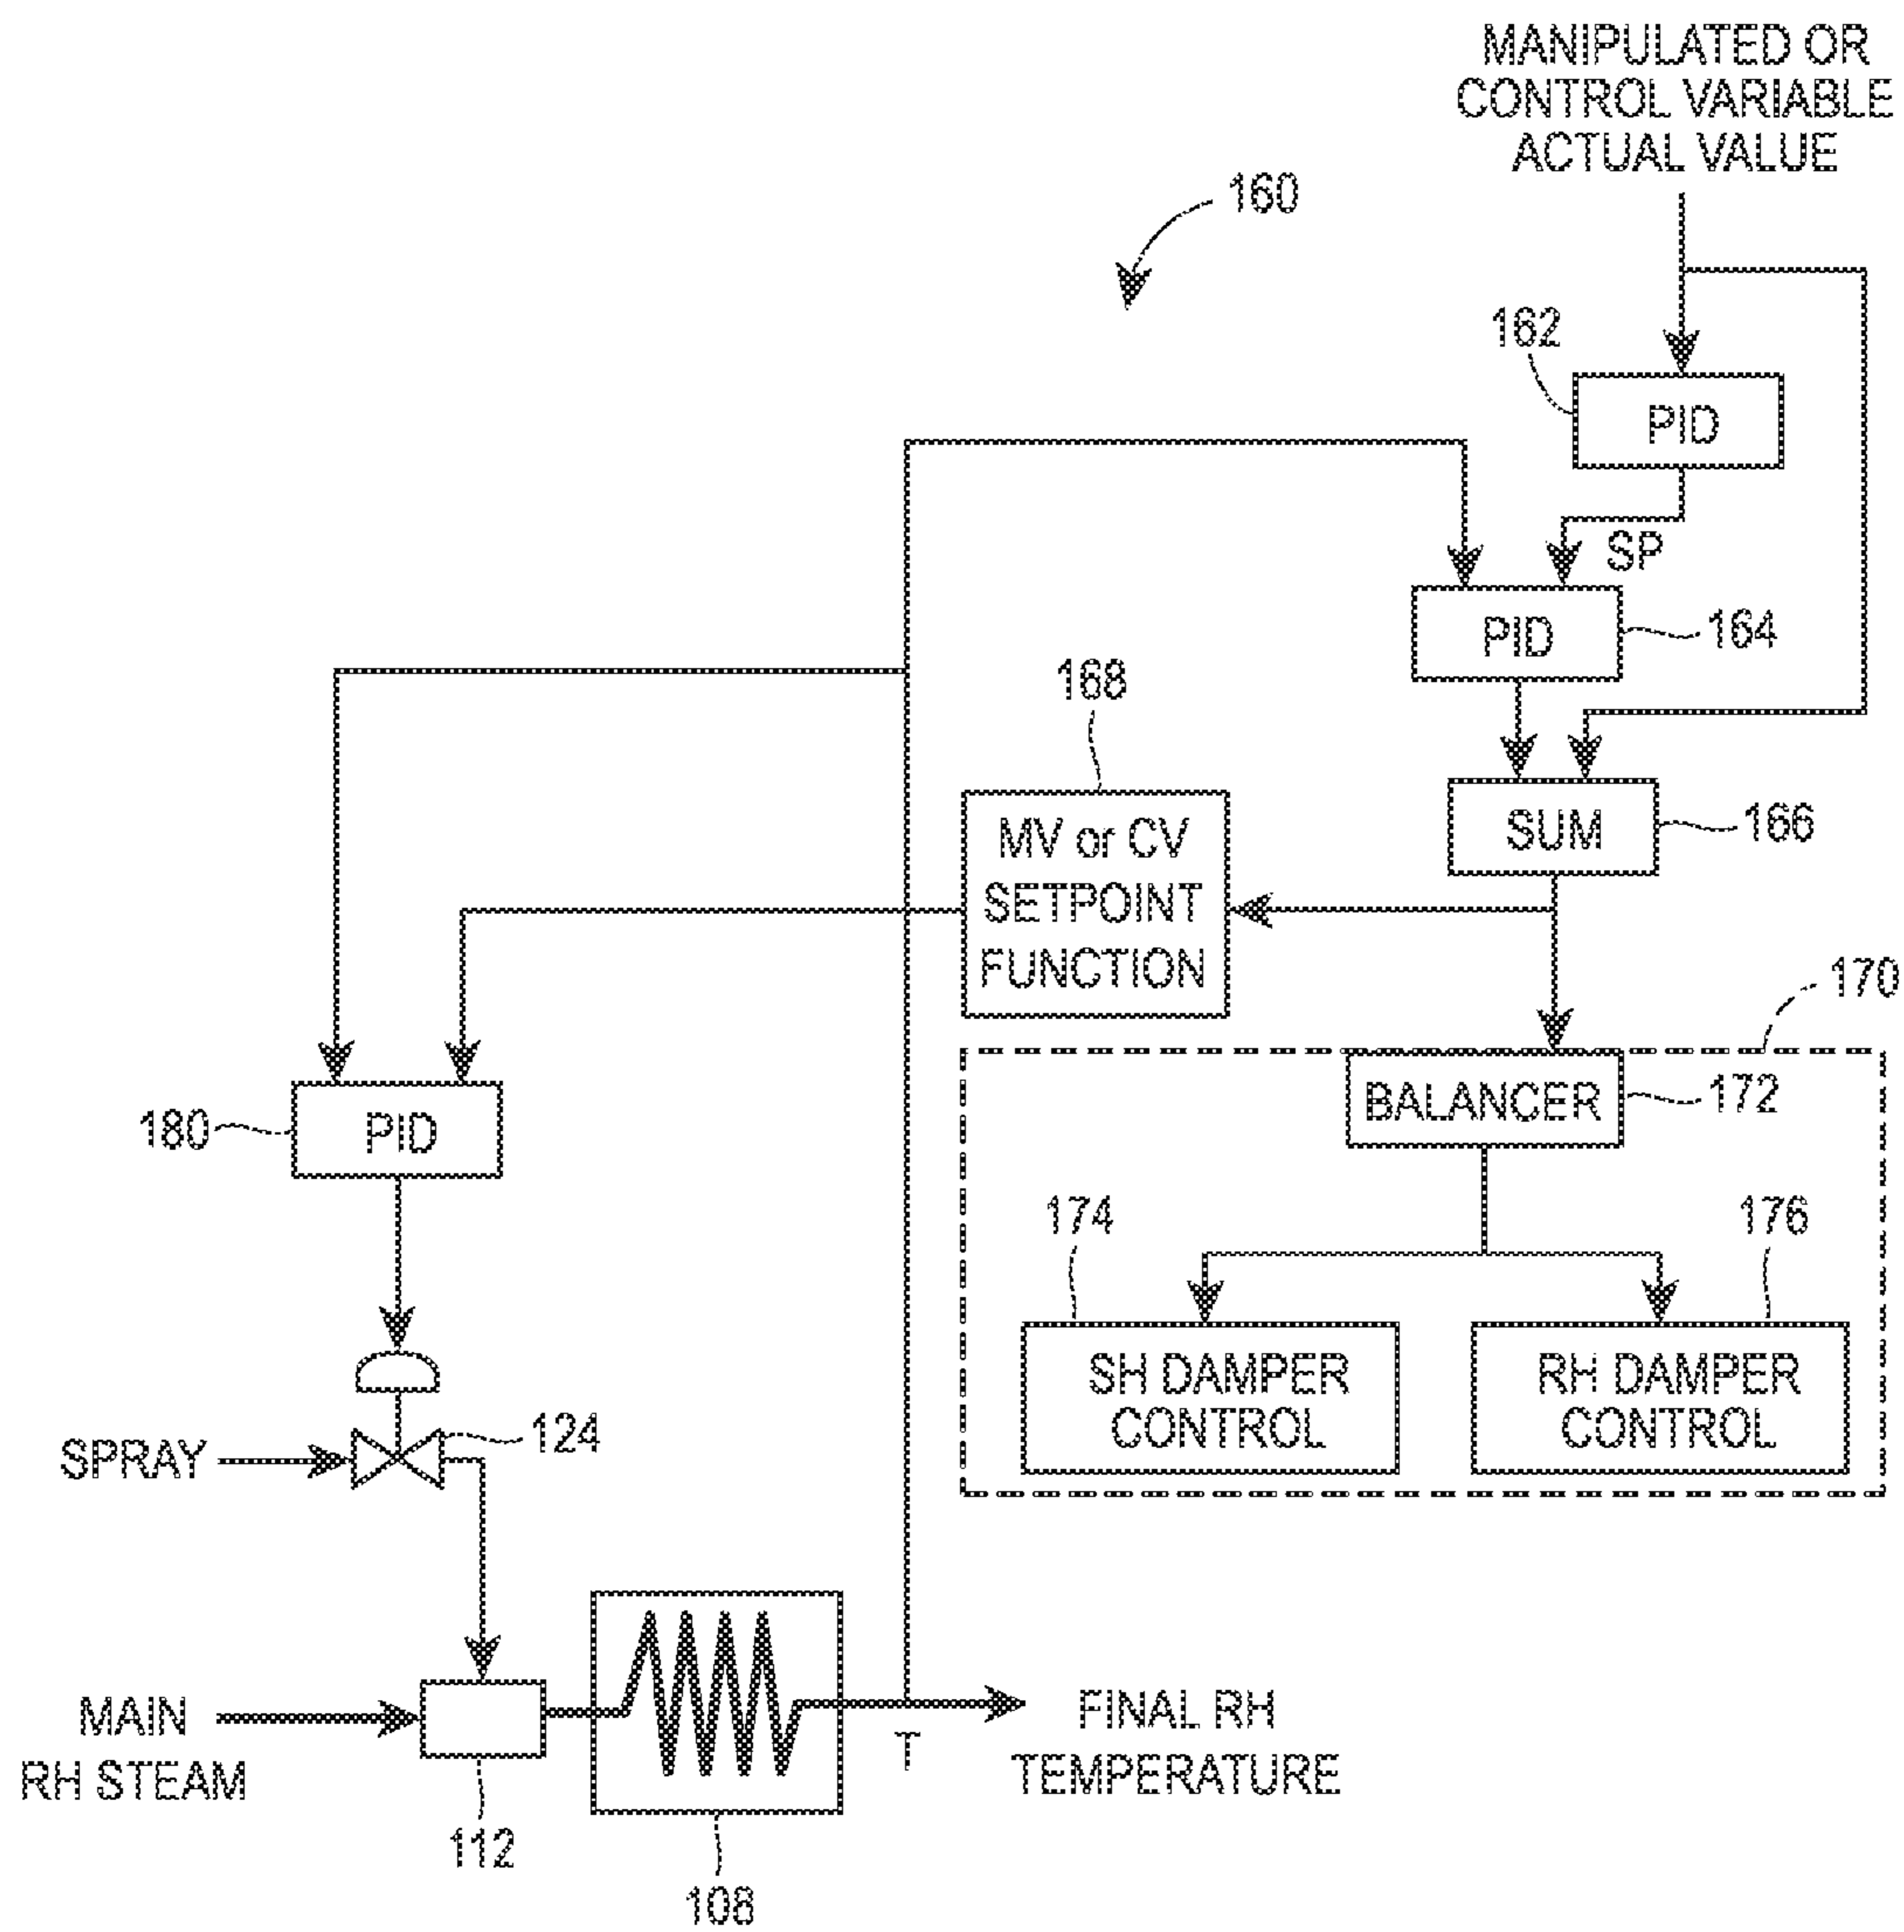 MANIPULATED OR
CONTROL VARIABLE
ACTUAL VALUE
160
162
PID
SP
PID
164
168
SUM
166
MV or CV
SETPOINT
FUNCTION
170
BALANCER
172
180
PID
174
176
SH DAMPER
CONTROL
RH DAMPER
CONTROL
124
SPRAY
MAIN
RH STEAM
T
FINAL RH
TEMPERATURE
112
108